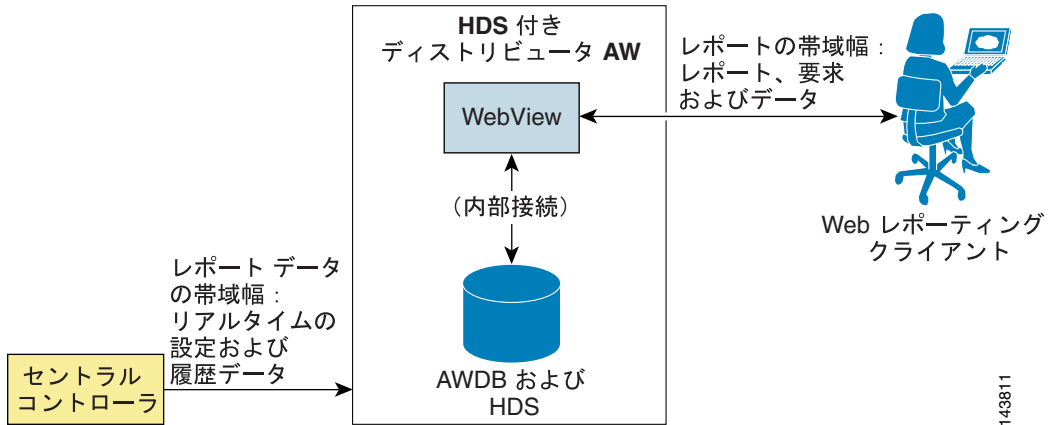 HDS 付き
ディストリビュータ AW
WebView
（内部接続）
AWDB および
HDS
レポートの帯域幅：
レポート、要求
およびデータ
Web レポーティング
クライアント
レポート データ
の帯域幅：
リアルタイムの
設定および
履歴データ
セントラル
コントローラ
143811